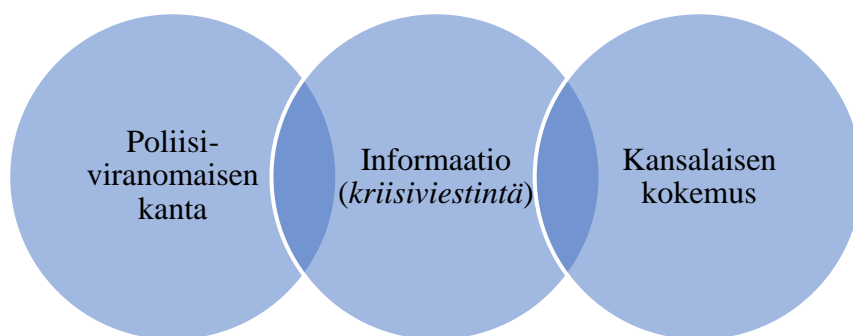 Poliisi-
viranomaisen
kanta
Informaatio
(kriisiviestintä)
Kansalaisen
kokemus